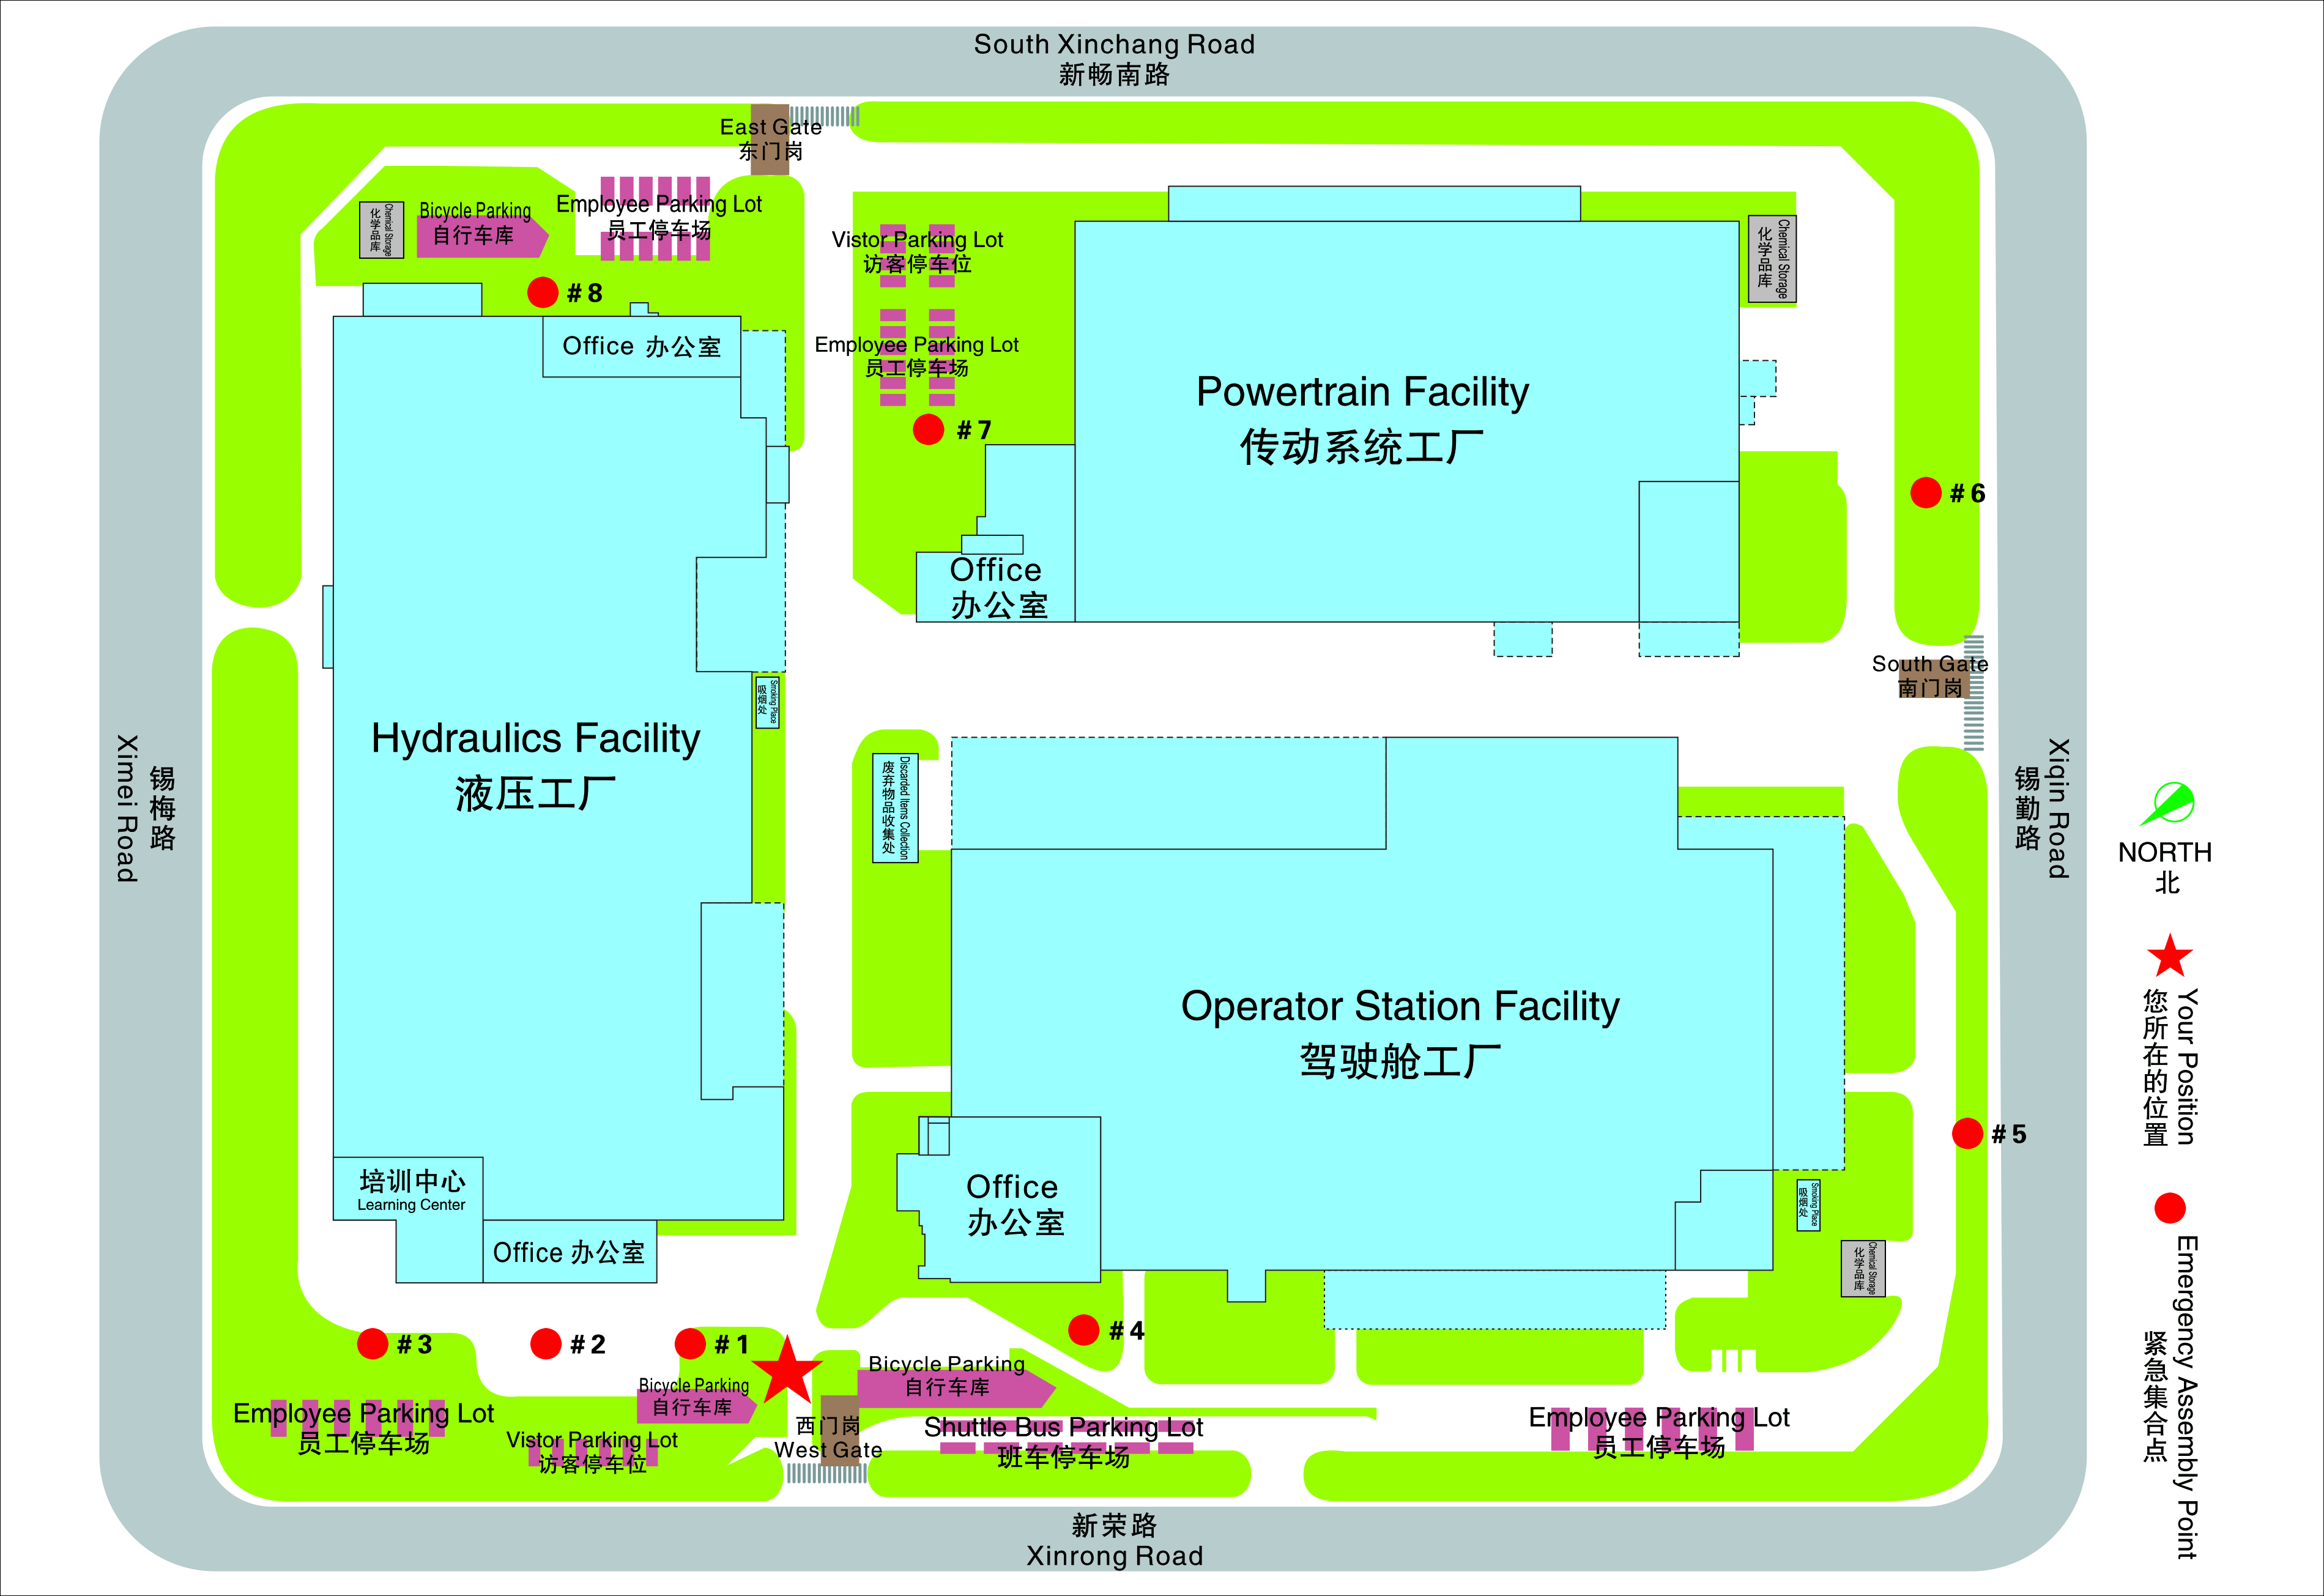 South Xinchang Road
新畅南路
East Gate
东门岗
Chemical Storage
化学品库
Bicycle Parking
自行车库
Employee Parking Lot
员工停车场
Vistor Parking Lot
访客停车位
Chemical Storage
化学品库
#8
Office 办公室
Employee Parking Lot
员工停车场
#7
Powertrain Facility
传动系统工厂
#6
Office
办公室
South Gate
南门岗
Smoking Place
吸烟处
Hydraulics Facility
液压工厂
Discarded Items Collection
废弃物品收集处
锡梅路
Ximei Road
Xiqin Road
锡勤路
NORTH
北
Your Position
您所在的位置
Operator Station Facility
驾驶舱工厂
#5
培训中心
Learning Center
Office
办公室
Smoking Place
吸烟处
Office 办公室
Chemical Storage
化学品库
Emergency Assembly Point
紧急集合点
#3
#2
#1
#4
Bicycle Parking
自行车库
Bicycle Parking
自行车库
Employee Parking Lot
员工停车场
Vistor Parking Lot
访客停车位
西门岗
West Gate
Shuttle Bus Parking Lot
班车停车场
Employee Parking Lot
员工停车场
新荣路
Xinrong Road